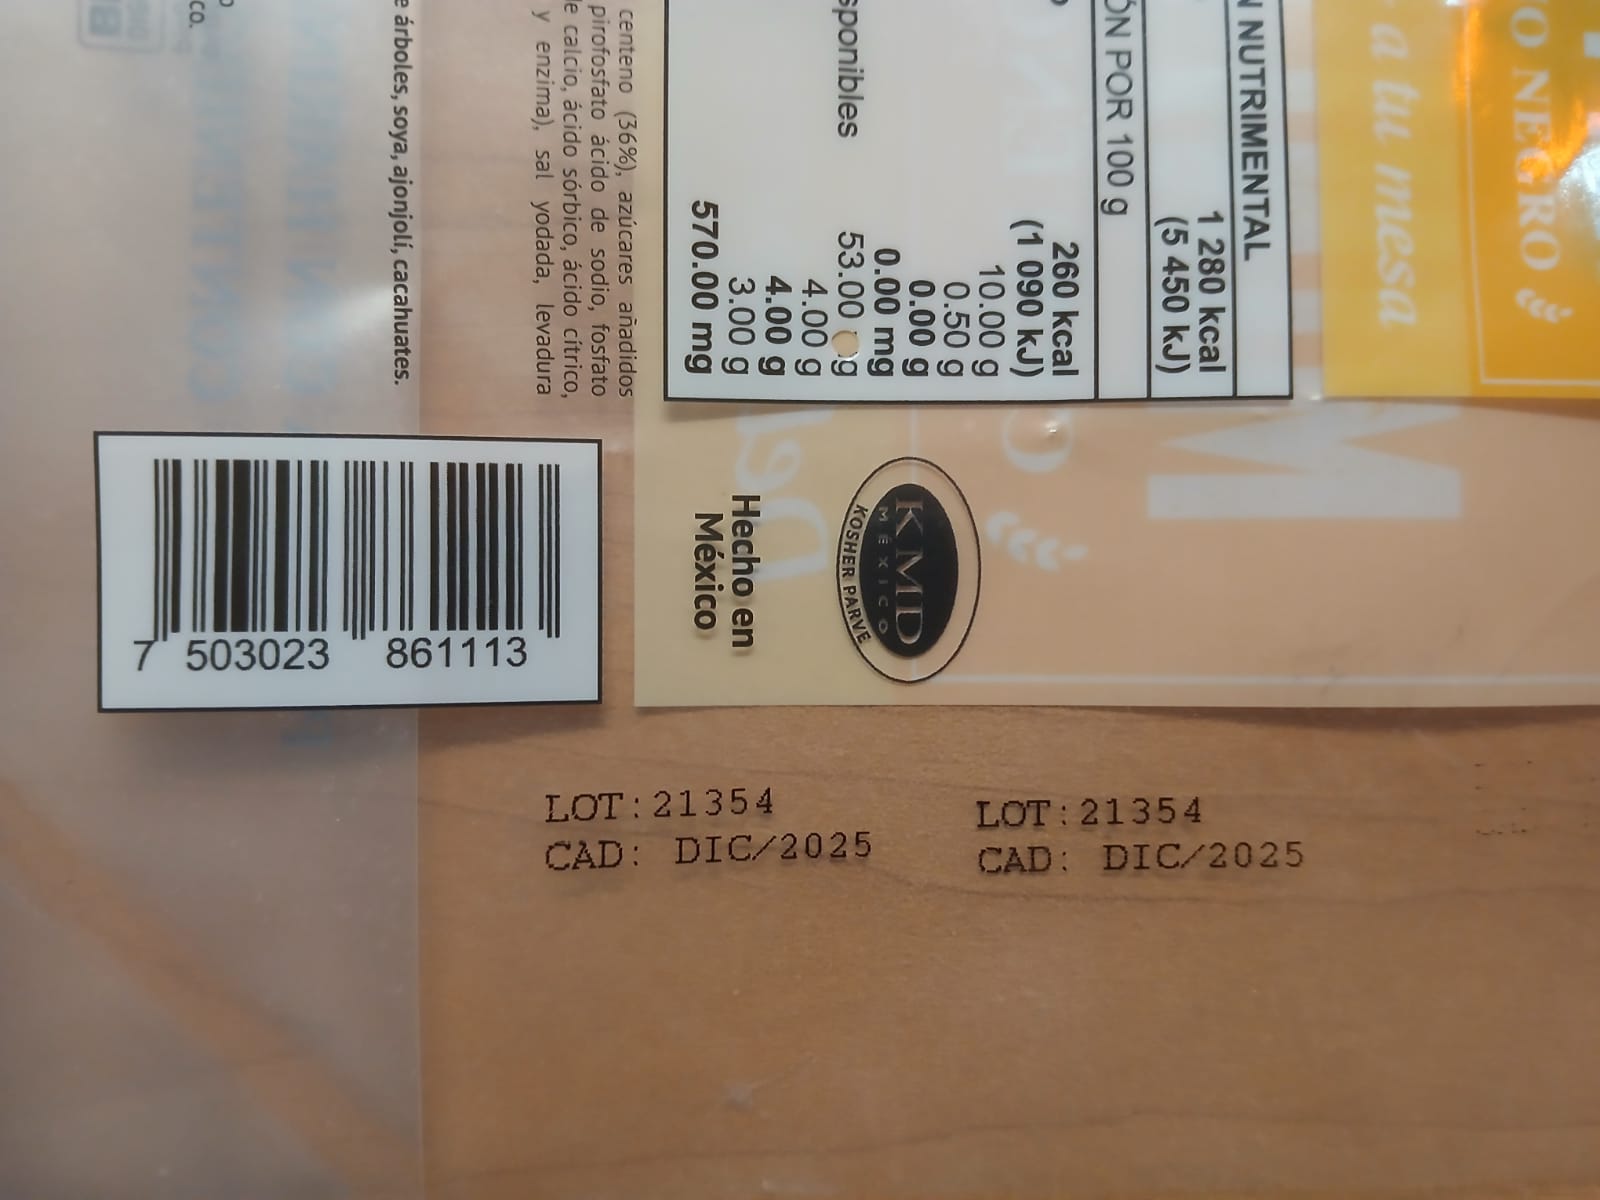 N NUTRIMENTAL
1 280 kcal
(5 450 kJ)
ÓN POR 100 g
260 kcal
(1 090 kJ)
10.00 g
0.50 g
0.00 g
0.00 mg
sponibles 53.00 g
4.00 g
4.00 g
3.00 g
570.00 mg
centeno (36%), azúcares añadidos
pirofosfato ácido de sodio, fosfato
de calcio, ácido sórbico, ácido cítrico,
y enzima), sal yodada, levadura
e árboles, soya, ajonjolí, cacahuates.
co.
a tu mesa
O NEGRO
M
KMD
MÉXICO
KOSHER PARVE
Hecho en
México
7 503023 861113
LOT:21354
CAD: DIC/2025
LOT:21354
CAD: DIC/2025